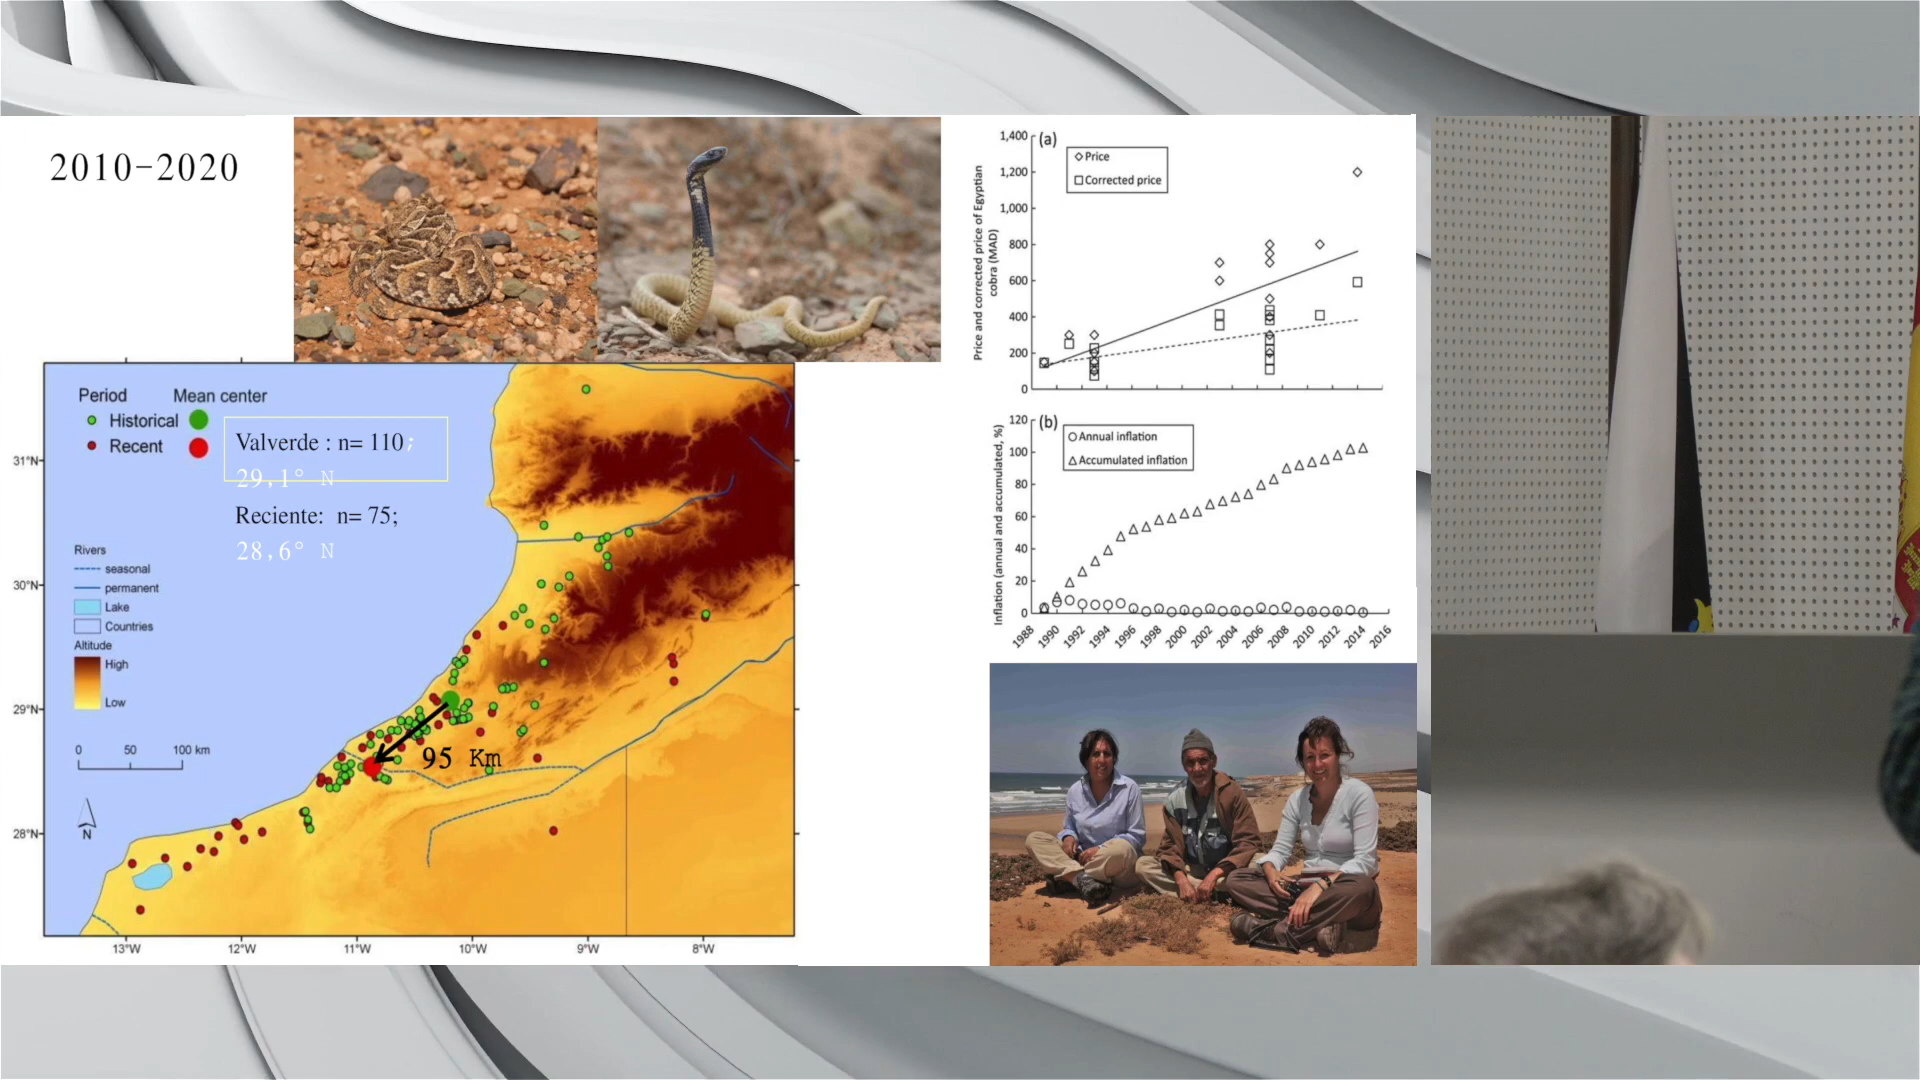 2010-2020
Period Mean center
Historical
Recent
Valverde : n= 110;
29,1° N
Reciente: n= 75;
28,6° N
Rivers
seasonal
permanent
Lake
Countries
Altitude
High
Low
0 50 100 km
N
95 Km
31°N
30°N
29°N
28°N
13°W 12°W 11°W 10°W 9°W 8°W
(a)
Price
Corrected price
Price and corrected price of Egyptian
cobra (MAD)
1,400
1,200
1,000
800
600
400
200
0
(b)
Annual inflation
Accumulated inflation
Inflation (annual and accumulated, %)
120
100
80
60
40
20
0
1988 1990 1992 1994 1996 1998 2000 2002 2004 2006 2008 2010 2012 2014 2016